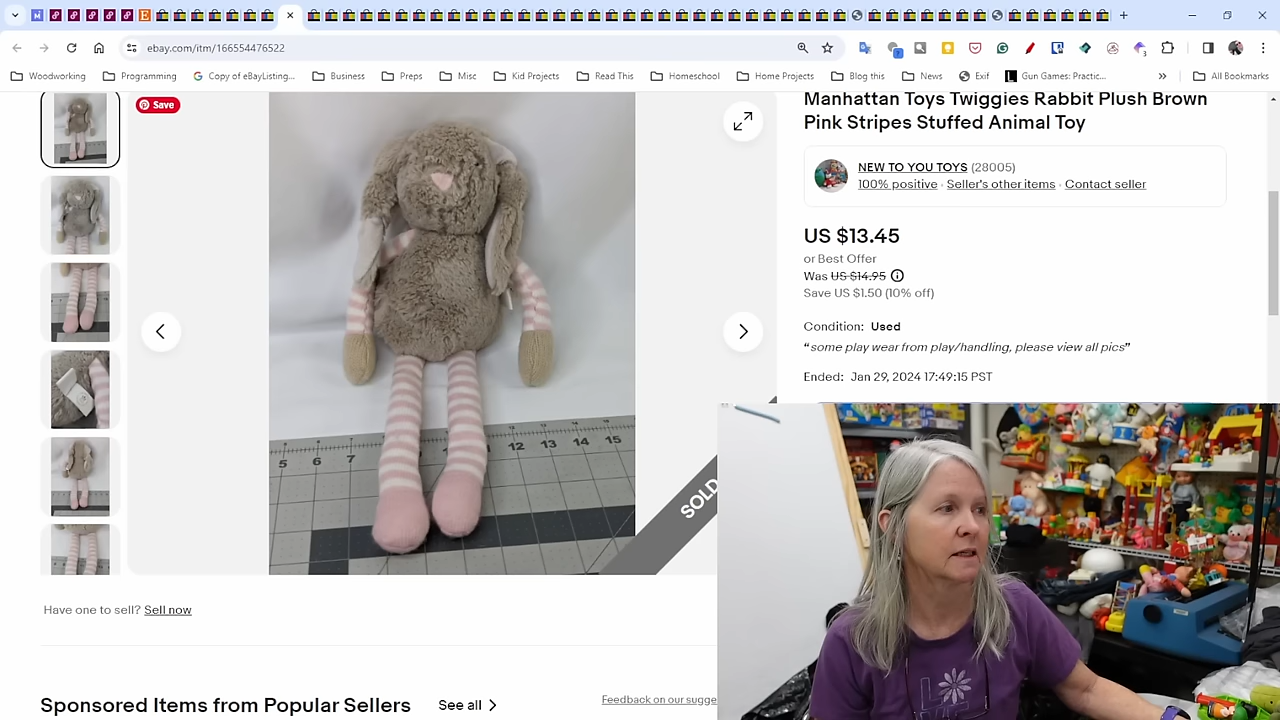 ebay.com/itm/166554476522
Woodworking
Programming
Copy of eBayListing...
Business
Preps
Misc
Kid Projects
Read This
Homeschool
Home Projects
Blog this
News
Exif
Gun Games: Practic...
»
All Bookmarks
Save
Manhattan Toys Twiggies Rabbit Plush Brown
Pink Stripes Stuffed Animal Toy
NEW TO YOU TOYS (28005)
100% positive · Seller's other items · Contact seller
US $13.45
or Best Offer
Was US $14.95
Save US $1.50 (10% off)
Condition: Used
“some play wear from play/handling, please view all pics”
Ended: Jan 29, 2024 17:49:15 PST
5 6 7 12 13 14 15
SOLD
Have one to sell? Sell now
Sponsored Items from Popular Sellers
See all
Feedback on our sugge